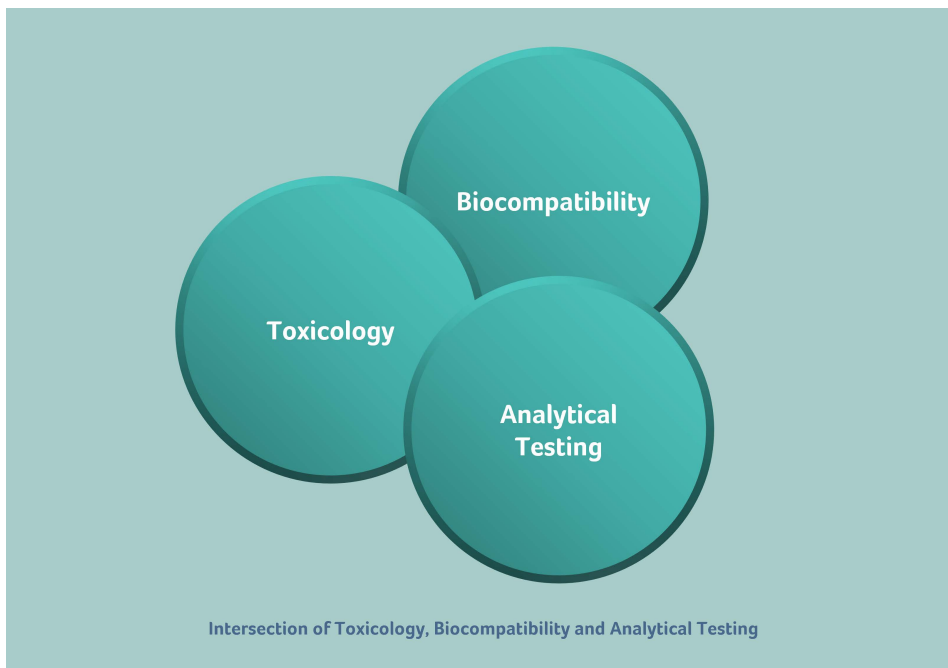 Biocompatibility
Toxicology
Analytical
Testing
Intersection of Toxicology, Biocompatibility and Analytical Testing